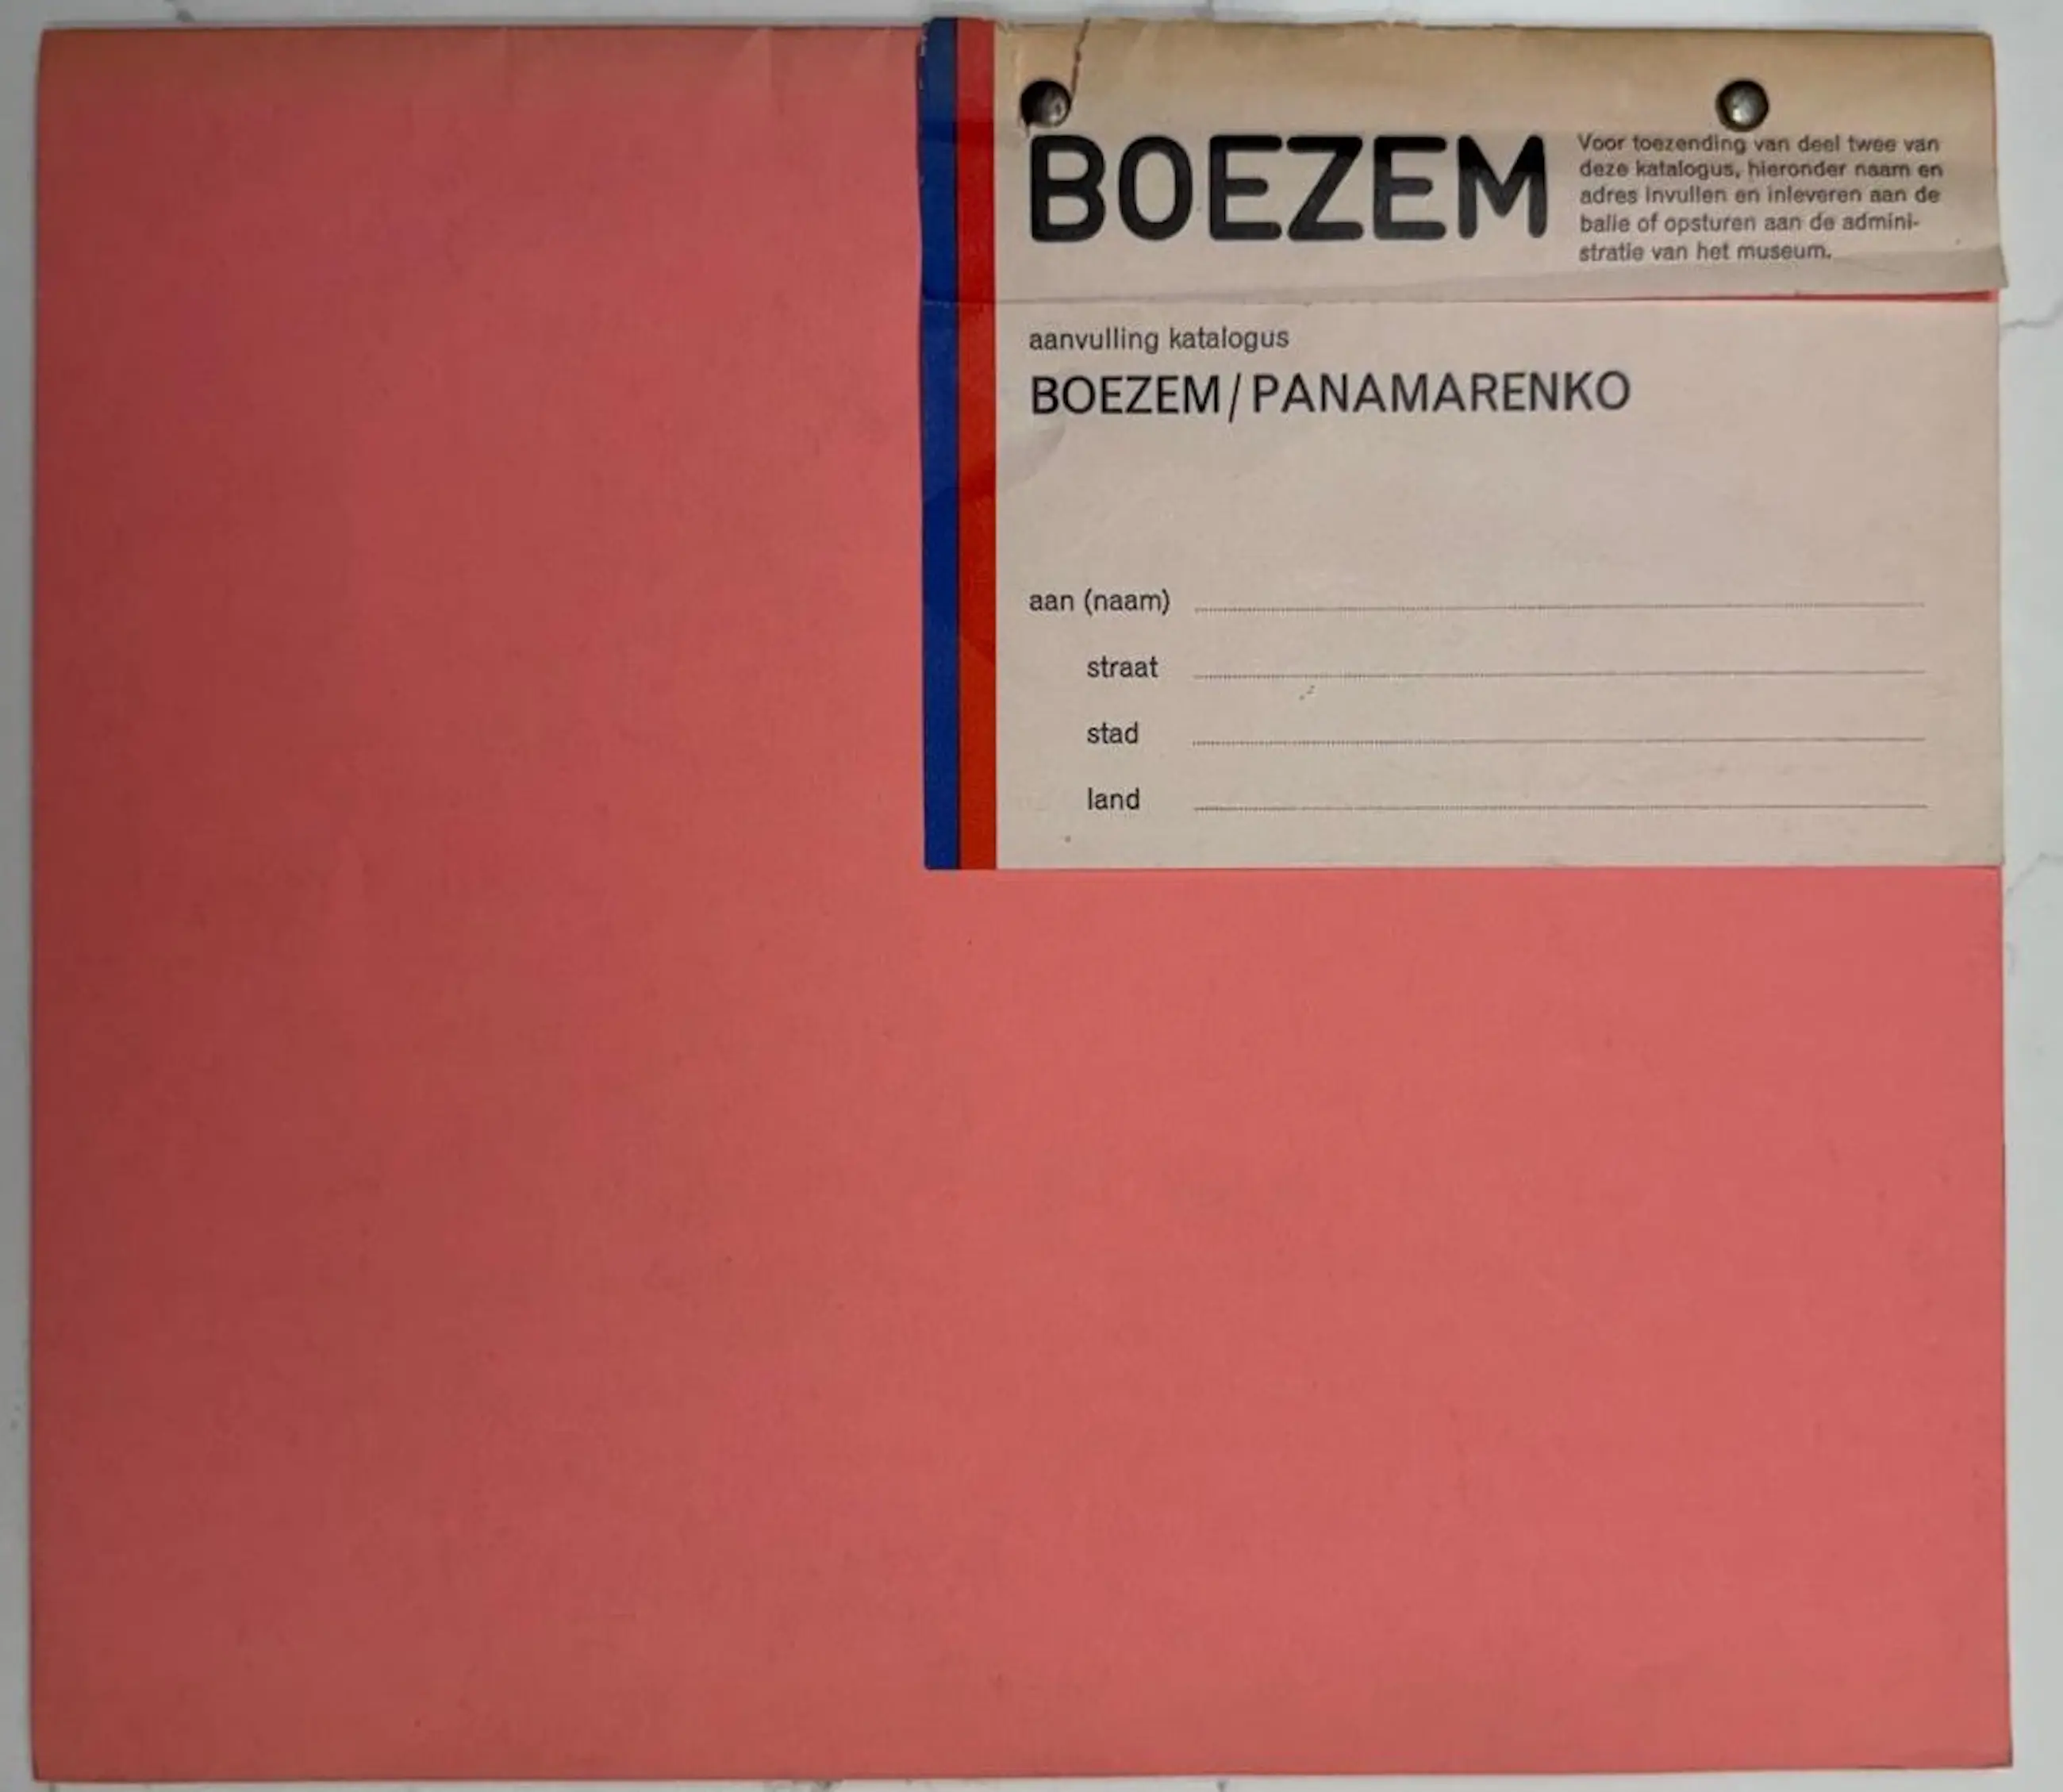 BOEZEM
Voor toezending van deel twee van
deze katalogus, hieronder naam en
adres invullen en inleveren aan de
balie of opsturen aan de admini-
stratie van het museum.
aanvulling katalogus
BOEZEM/PANAMARENKO
aan (naam)
straat
stad
land